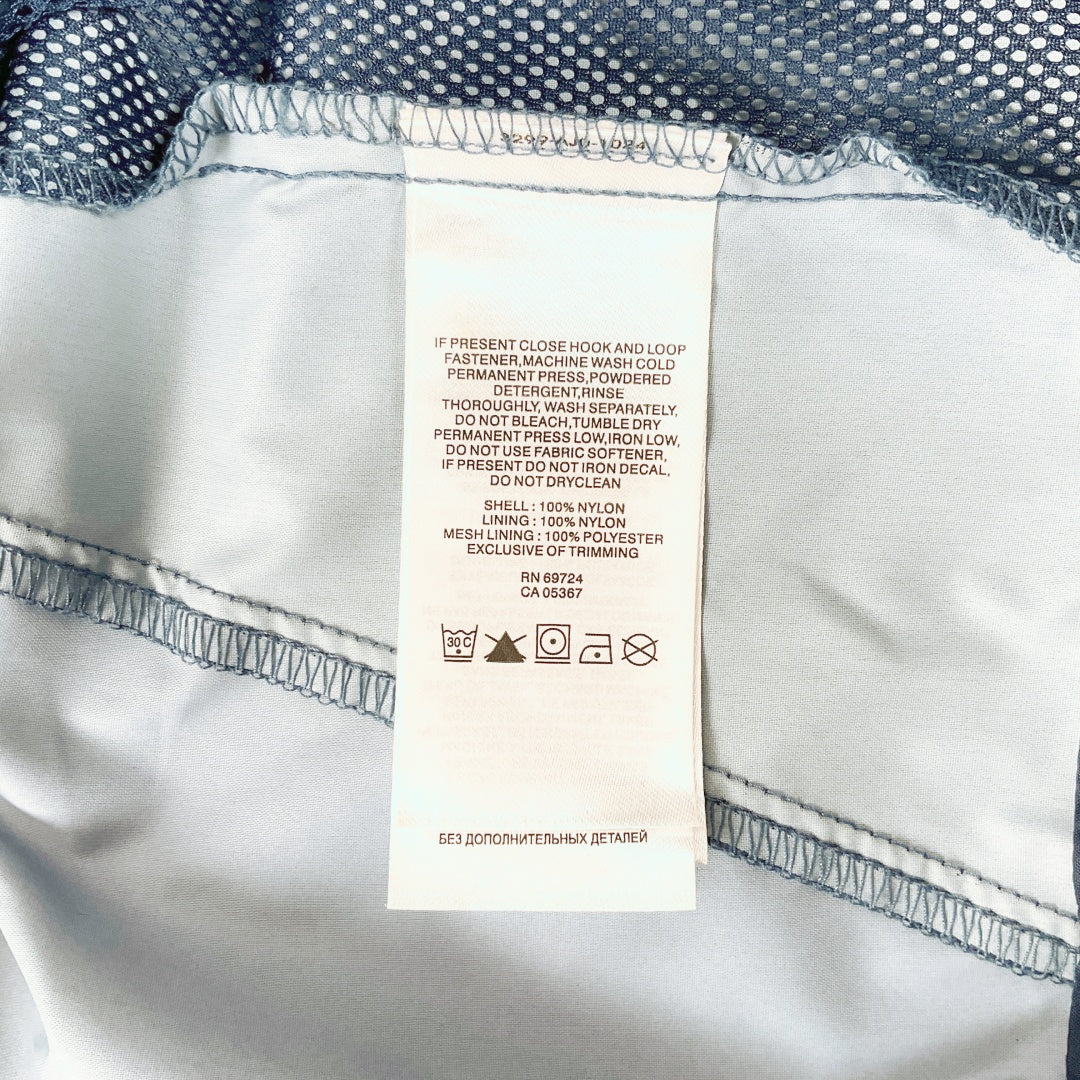 IF PRESENT CLOSE HOOK AND LOOP
FASTENER,MACHINE WASH COLD
PERMANENT PRESS,POWDERED
DETERGENT,RINSE
THOROUGHLY, WASH SEPARATELY,
DO NOT BLEACH,TUMBLE DRY
PERMANENT PRESS LOW,IRON LOW,
DO NOT USE FABRIC SOFTENER,
IF PRESENT DO NOT IRON DECAL,
DO NOT DRYCLEAN
SHELL : 100% NYLON
LINING : 100% NYLON
MESH LINING : 100% POLYESTER
EXCLUSIVE OF TRIMMING
RN 69724
CA 05367
30 C
БЕЗ ДОПОЛНИТЕЛЬНЫХ ДЕТАЛЕЙ